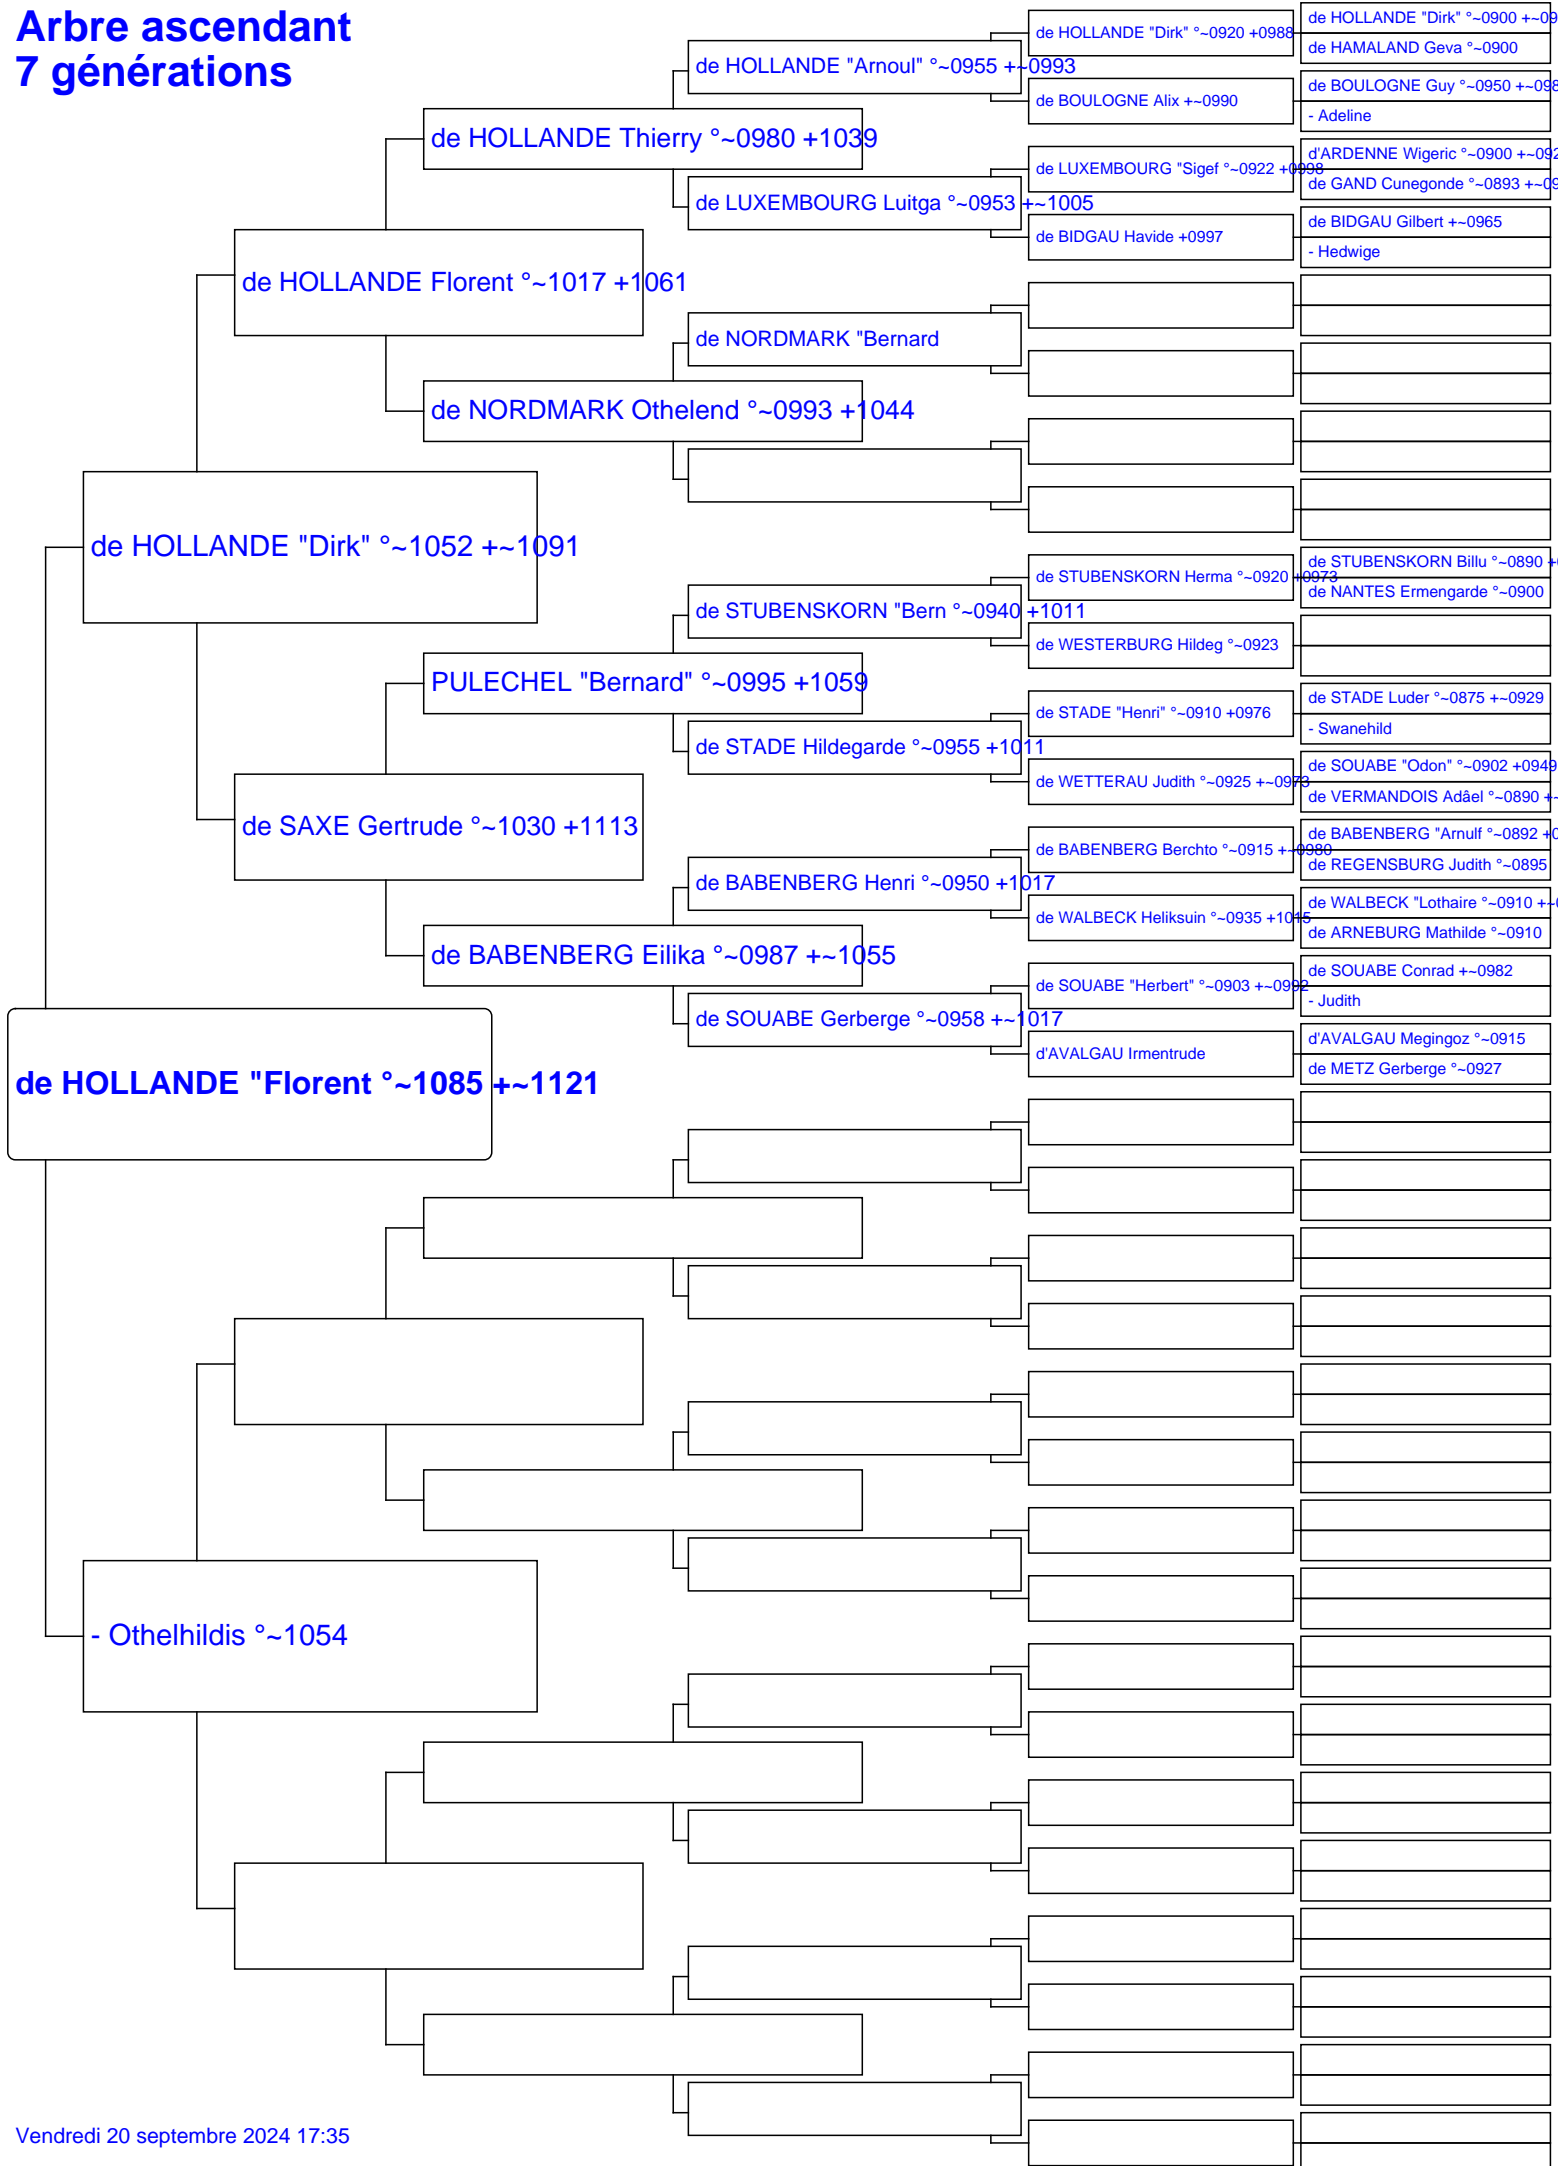 Arbre ascendant
7 générations
de HOLLANDE "Florent °~1085 +~1121
de HOLLANDE "Dirk" °~1052 +~1091
- Othelhildis °~1054
de HOLLANDE Florent °~1017 +1061
de SAXE Gertrude °~1030 +1113
de HOLLANDE Thierry °~0980 +1039
de NORDMARK Othelend °~0993 +1044
PULECHEL "Bernard" °~0995 +1059
de BABENBERG Eilika °~0987 +~1055
de HOLLANDE "Arnoul" °~0955 +~0993
de LUXEMBOURG Luitga °~0953 +~1005
de NORDMARK "Bernard
de STUBENSKORN "Bern °~0940 +1011
de STADE Hildegarde °~0955 +1011
de BABENBERG Henri °~0950 +1017
de SOUABE Gerberge °~0958 +~1017
de HOLLANDE "Dirk" °~0920 +0988
de BOULOGNE Alix +~0990
de LUXEMBOURG "Sigef °~0922 +0998
de BIDGAU Havide +0997
de STUBENSKORN Herma °~0920 +0973
de WESTERBURG Hildeg °~0923
de STADE "Henri" °~0910 +0976
de WETTERAU Judith °~0925 +~0973
de BABENBERG Berchto °~0915 +~0980
de WALBECK Heliksuin °~0935 +1015
de SOUABE "Herbert" °~0903 +~0992
d'AVALGAU Irmentrude
de HOLLANDE "Dirk" °~0900 +~09
de HAMALAND Geva °~0900
de BOULOGNE Guy °~0950 +~098
- Adeline
d'ARDENNE Wigeric °~0900 +~092
de GAND Cunegonde °~0893 +~09
de BIDGAU Gilbert +~0965
- Hedwige
de STUBENSKORN Billu °~0890 +
de NANTES Ermengarde °~0900
de STADE Luder °~0875 +~0929
- Swanehild
de SOUABE "Odon" °~0902 +0949
de VERMANDOIS Adâel °~0890 +~
de BABENBERG "Arnulf °~0892 +0
de REGENSBURG Judith °~0895
de WALBECK "Lothaire °~0910 +~0
de ARNEBURG Mathilde °~0910
de SOUABE Conrad +~0982
- Judith
d'AVALGAU Megingoz °~0915
de METZ Gerberge °~0927
Vendredi 20 septembre 2024 17:35